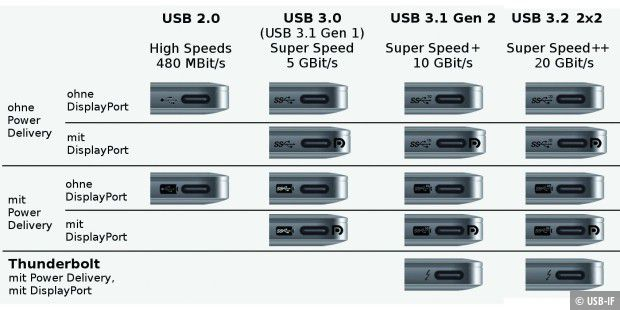 USB 2.0
High Speeds
480 MBit/s
USB 3.0
(USB 3.1 Gen 1)
Super Speed
5 GBit/s
USB 3.1 Gen 2
Super Speed+
10 GBit/s
USB 3.2 2x2
Super Speed++
20 GBit/s
ohne
Power
Delivery
ohne
DisplayPort
mit
DisplayPort
mit
Power
Delivery
ohne
DisplayPort
mit
DisplayPort
Thunderbolt
mit Power Delivery,
mit DisplayPort
© USB-IF